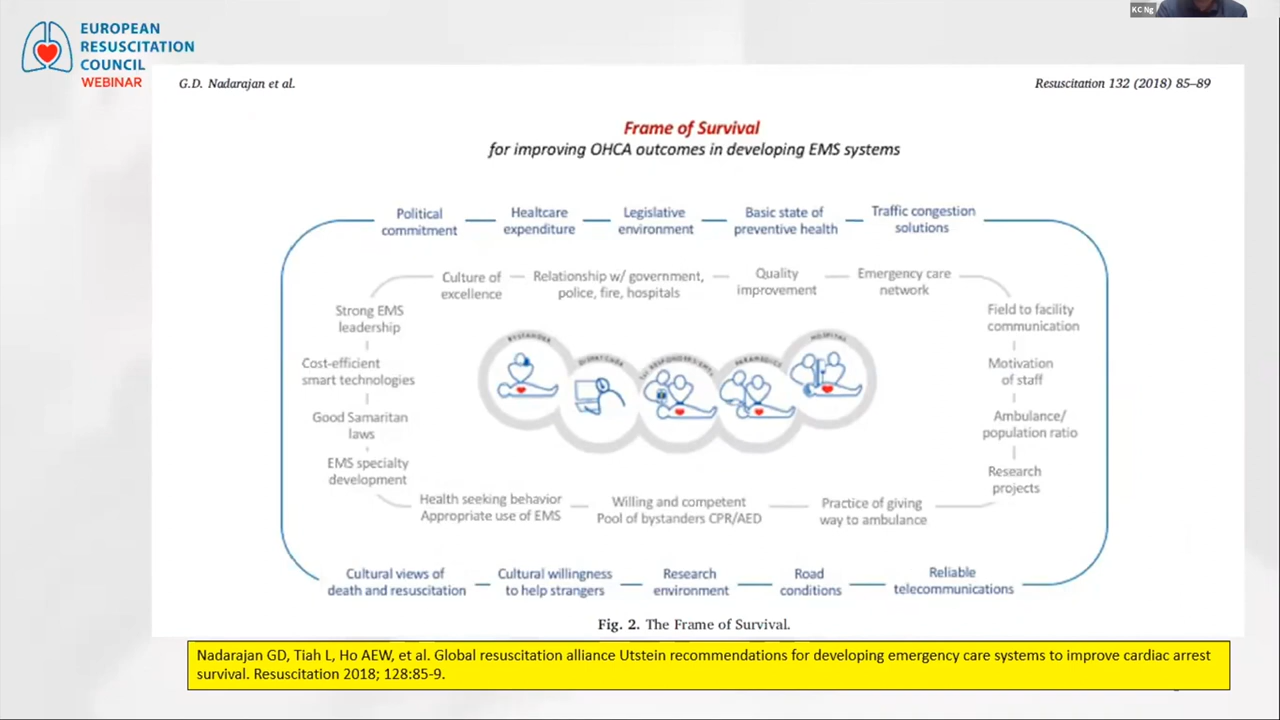 KC Ng
EUROPEAN
RESUSCITATION
COUNCIL
WEBINAR
G.D. Nadarajan et al.
Resuscitation 132 (2018) 85–89
Frame of Survival
for improving OHCA outcomes in developing EMS systems
Political
commitment
Healtcare
expenditure
Legislative
environment
Basic state of
preventive health
Traffic congestion
solutions
Culture of
excellence
Relationship w/ government,
police, fire, hospitals
Quality
improvement
Emergency care
network
Strong EMS
leadership
Cost-efficient
smart technologies
Good Samaritan
laws
EMS specialty
development
BYSTANDER
DISPATCHER
PARAMEDICS
HOSPITAL
Field to facility
communication
Motivation
of staff
Ambulance/
population ratio
Research
projects
Health seeking behavior
Appropriate use of EMS
Willing and competent
Pool of bystanders CPR/AED
Practice of giving
way to ambulance
Cultural views of
death and resuscitation
Cultural willingness
to help strangers
Research
environment
Road
conditions
Reliable
telecommunications
Fig. 2. The Frame of Survival.
Nadarajan GD, Tiah L, Ho AEW, et al. Global resuscitation alliance Utstein recommendations for developing emergency care systems to improve cardiac arrest
survival. Resuscitation 2018; 128:85-9.